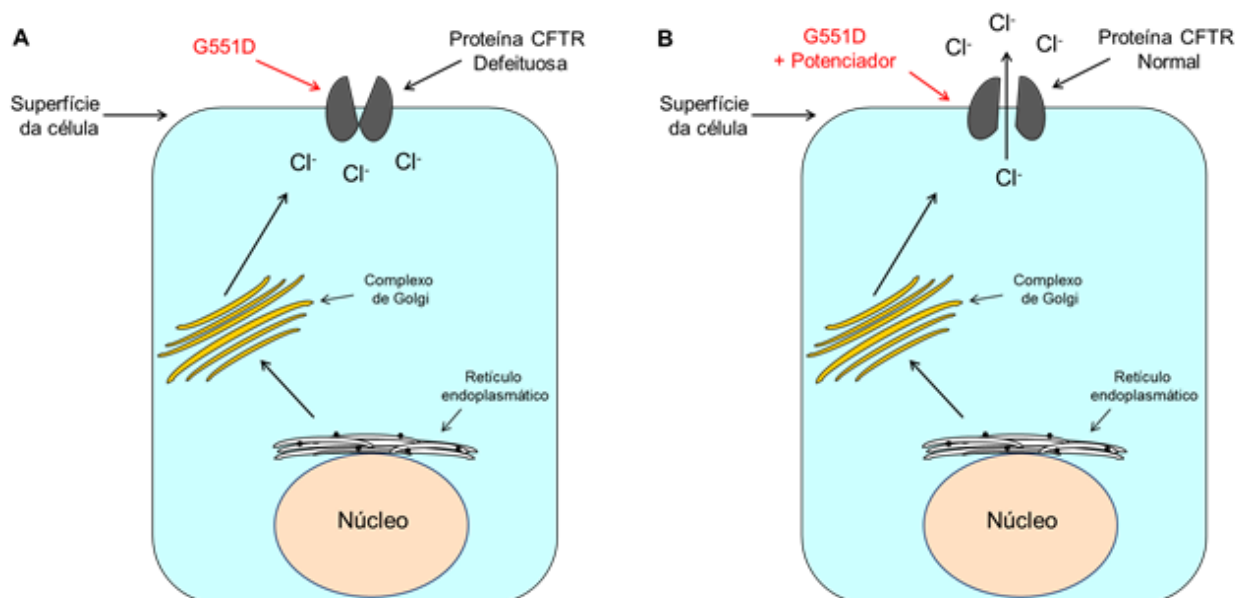 A
G551D
Proteína CFTR
Defeituosa
Superfície
da célula
Cl-
Cl-
Cl-
Complexo
de Golgi
Retículo
endoplasmático
Núcleo
B
G551D
+ Potenciador
Cl-
Cl-
Cl-
Proteína CFTR
Normal
Superfície
da célula
Cl-
Complexo
de Golgi
Retículo
endoplasmático
Núcleo